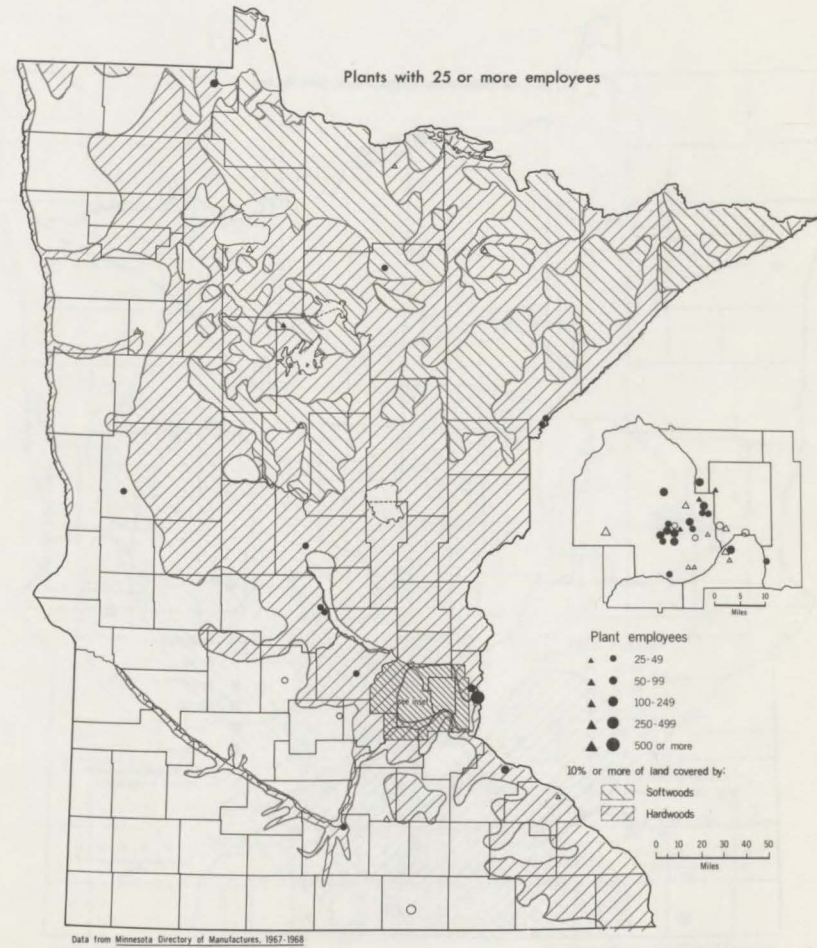 Plants with 25 or more employees
0 5 10
Miles
Plant employees
25-49
50-99
100-249
250-499
500 or more
see inset
10% or more of land covered by:
Softwoods
Hardwoods
0 10 20 30 40 50
Miles
Data from Minnesota Directory of Manufactures, 1967-1968